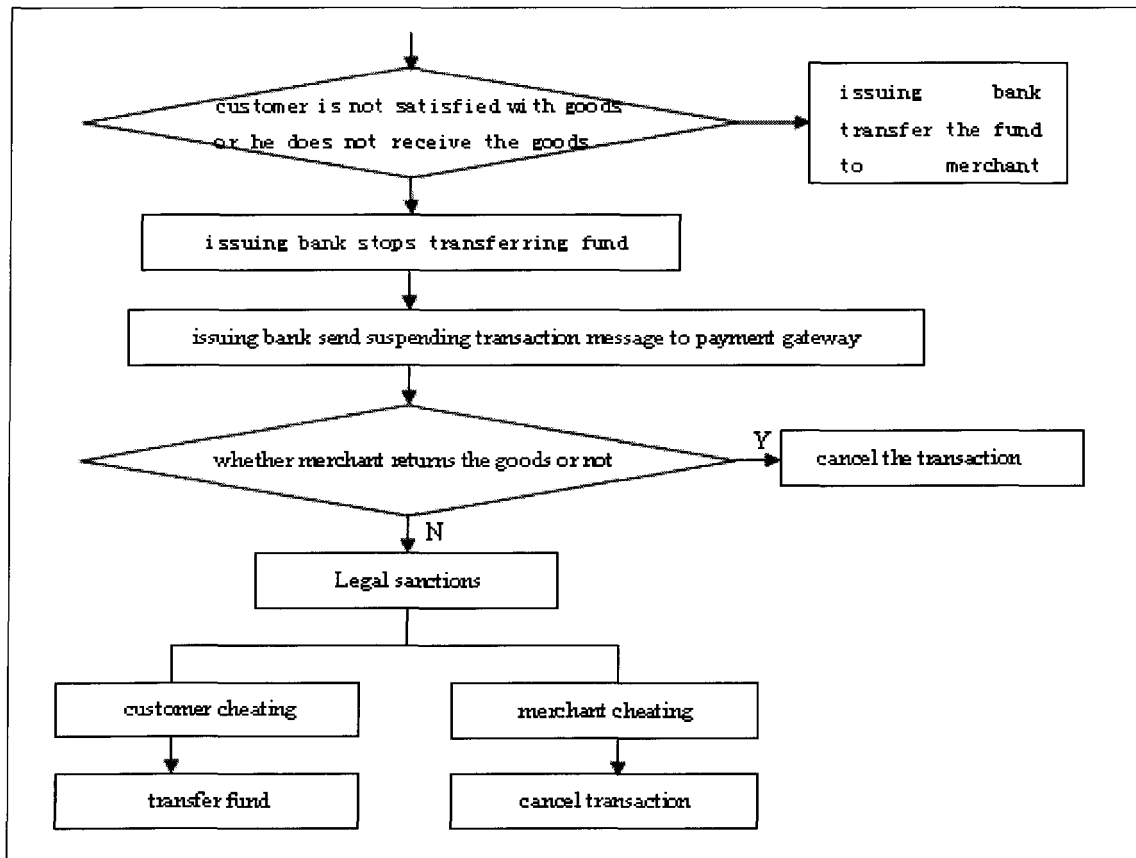 customer is not satisfied with goods
or he does not receive the goods
issuing bank
transfer the fund
to merchant
issuing bank stops transferring fund
issuing bank send suspending transaction message to payment gateway
whether merchant returns the goods or not
Y
cancel the transaction
N
Legal sanctions
customer cheating
merchant cheating
transfer fund
cancel transaction